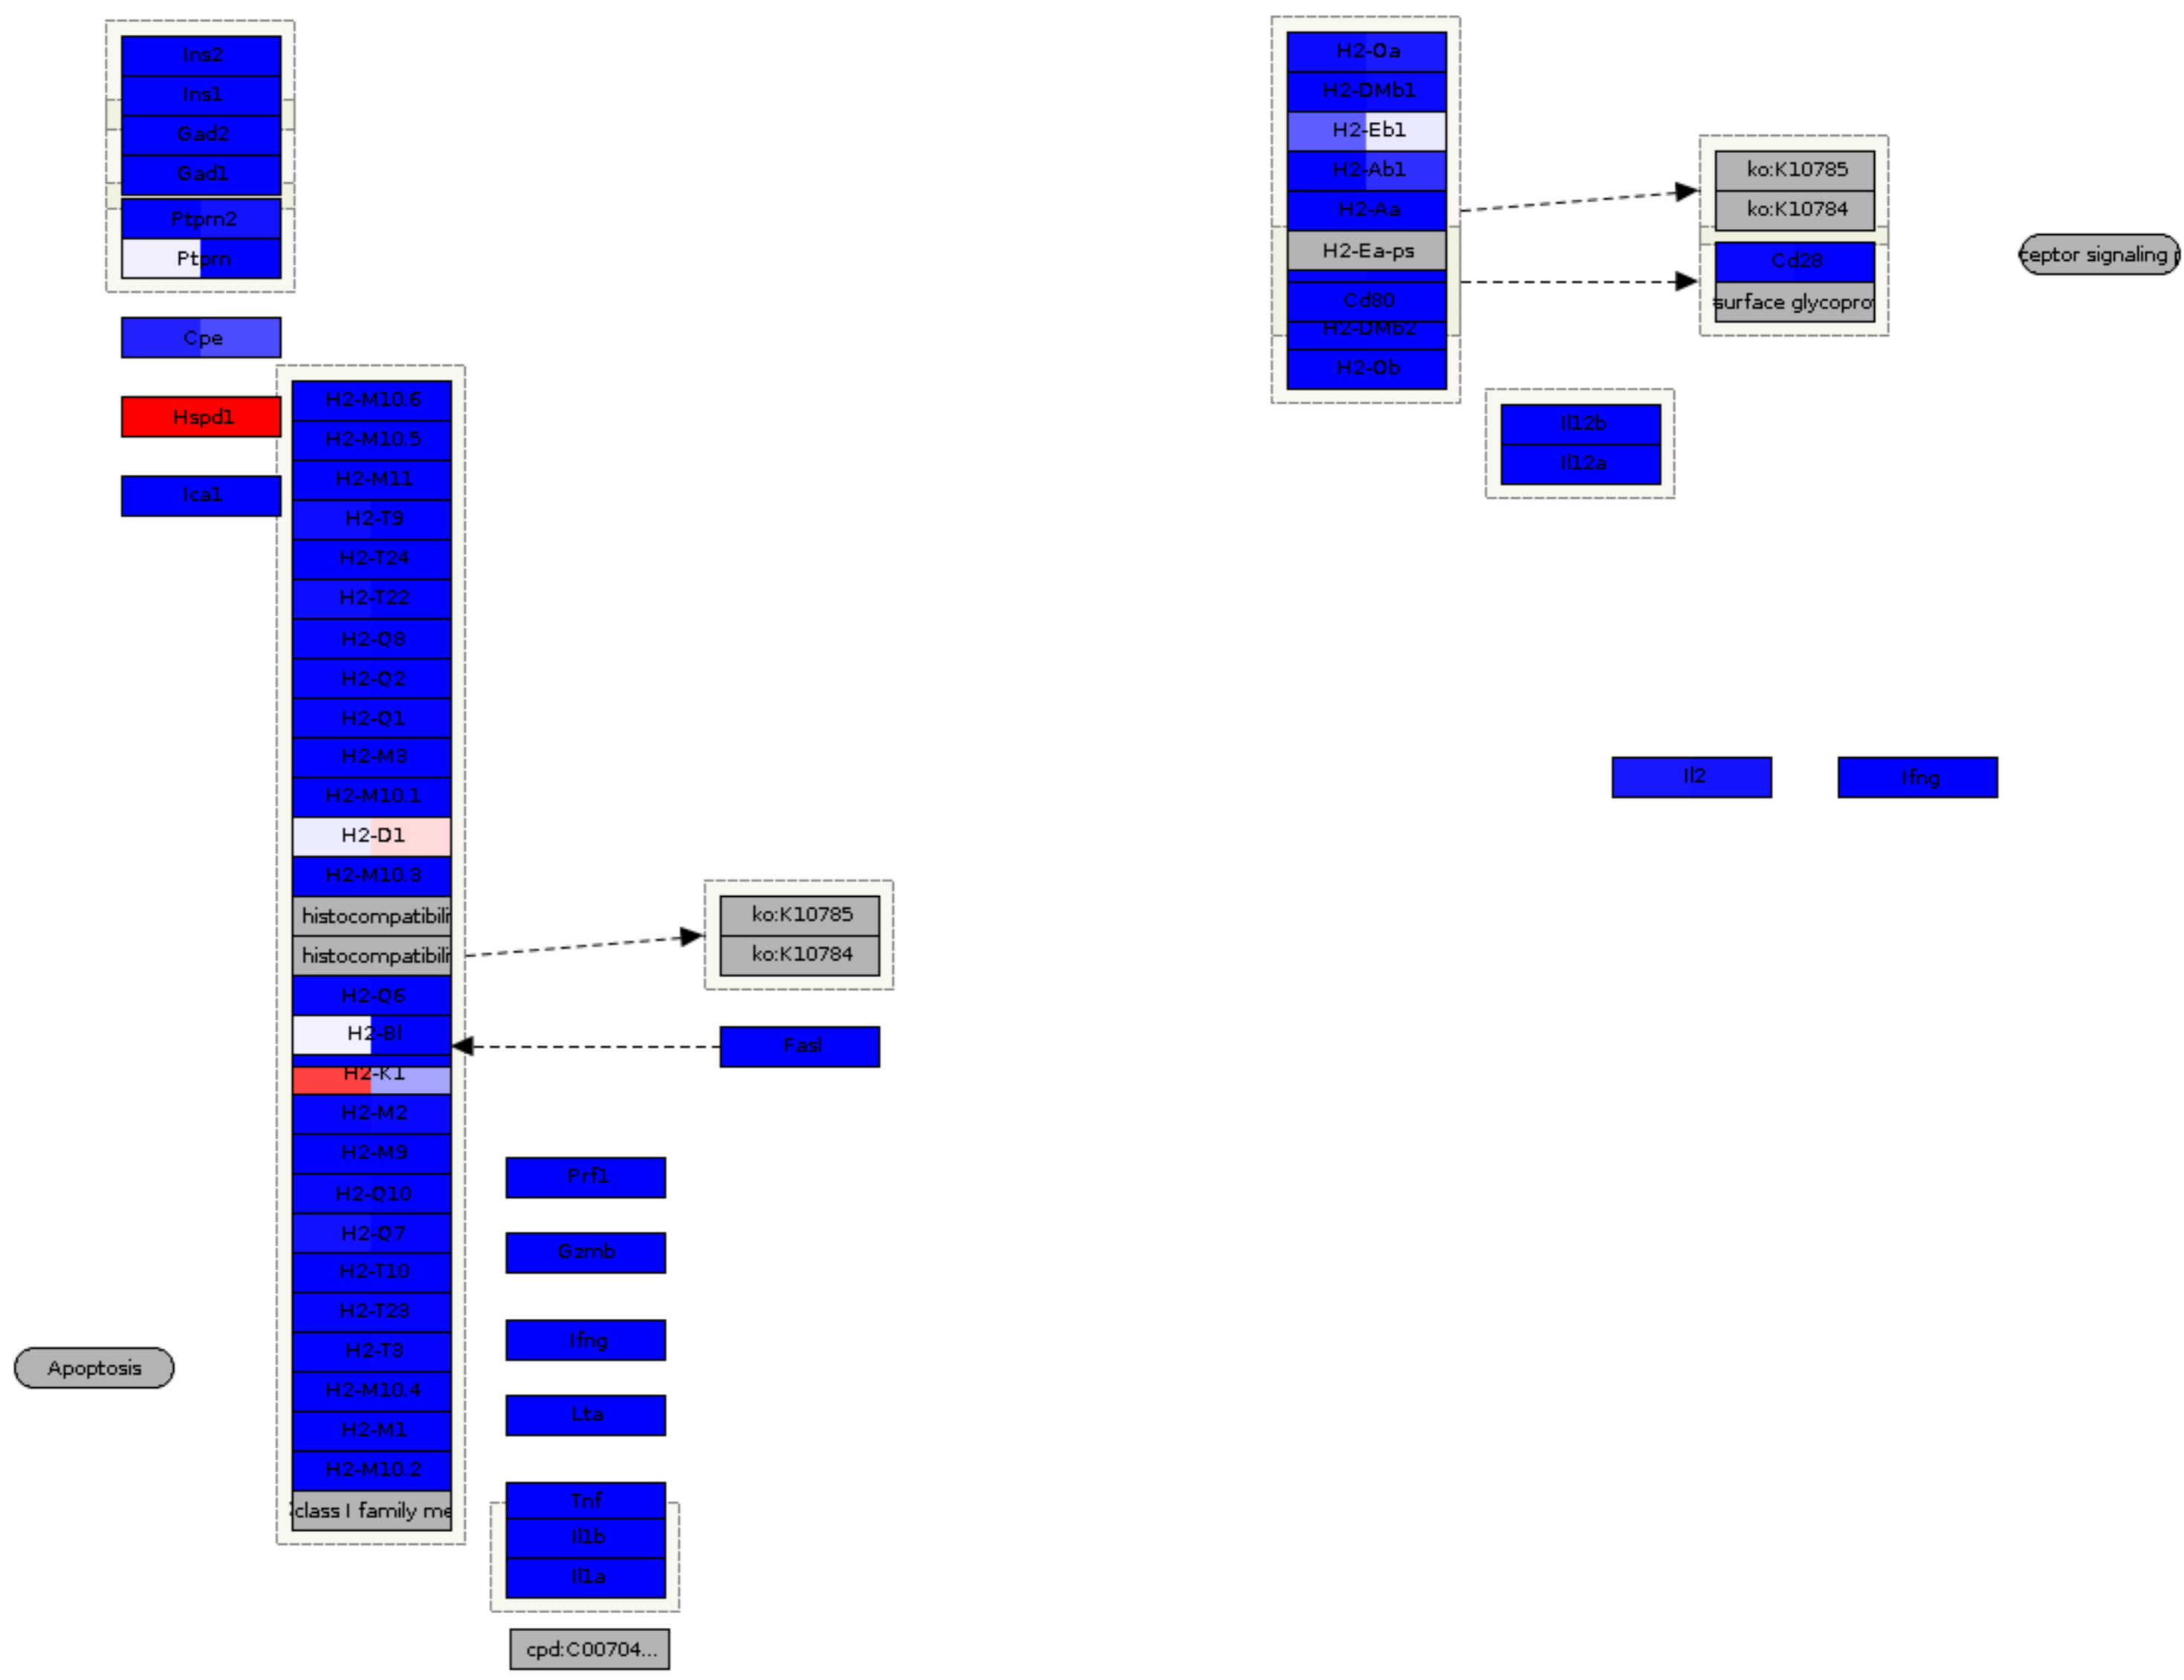 Ins2
Ins1
Gad2
Gad1
Ptprn2
Ptprn
Cpe
Hspd1
Ica1
H2-M10.6
H2-M10.5
H2-M11
H2-T9
H2-T24
H2-T22
H2-Q8
H2-Q2
H2-Q1
H2-M3
H2-M10.1
H2-D1
H2-M10.3
histocompatibili
histocompatibili
H2-Q6
H2-Bl
H2-K1
H2-M2
H2-M9
H2-Q10
H2-Q7
H2-T10
H2-T23
H2-T3
H2-M10.4
H2-M1
H2-M10.2
class I family me
Apoptosis
ko:K10785
ko:K10784
Fasl
Prf1
Gzmb
Ifng
Lta
Tnf
Il1b
Il1a
cpd:C00704...
H2-Oa
H2-DMb1
H2-Eb1
H2-Ab1
H2-Aa
H2-Ea-ps
Cd80
H2-DMb2
H2-Ob
ko:K10785
ko:K10784
Cd28
surface glycopro
ceptor signaling p
Il12b
Il12a
Il2
Ifng